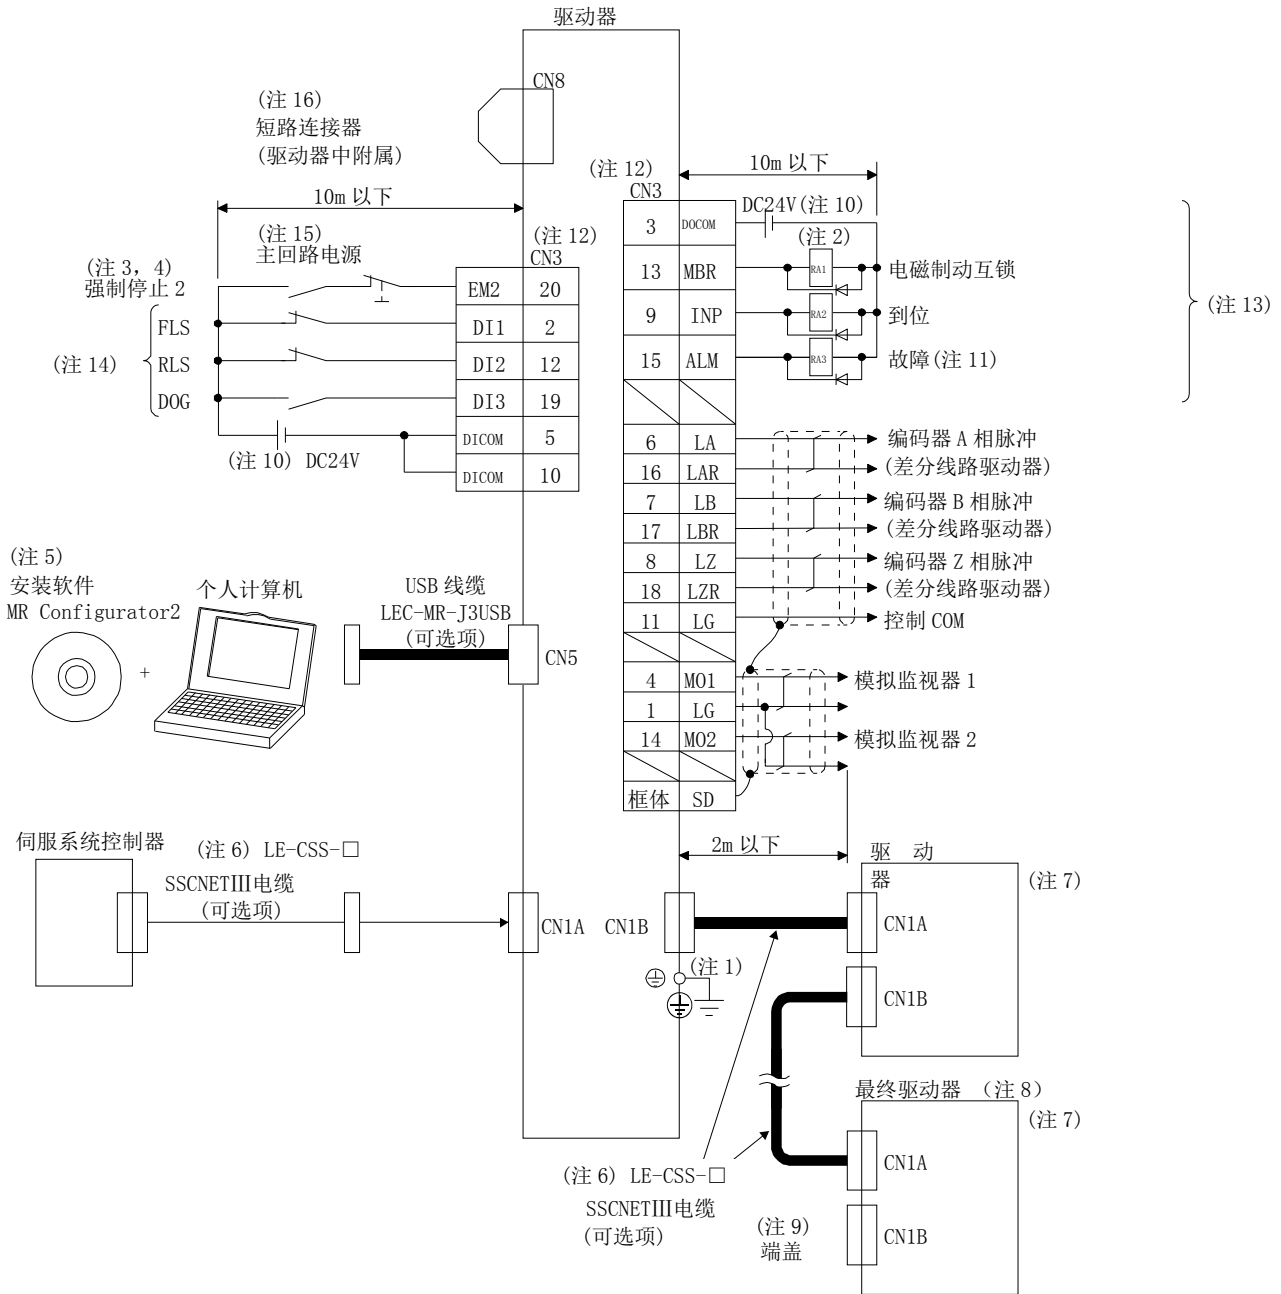 驱动器
CN8
(注 16)
短路连接器
(驱动器中附属)
(注 12)
CN3
10m 以下
10m 以下
DC24V(注 10)
(注 2)
3 DOCOM
13 MBR RA1 电磁制动互锁
9 INP RA2 到位
15 ALM RA3 故障(注 11)
(注 13)
(注 15)
主回路电源
(注 12)
CN3
(注 3, 4)
强制停止 2
EM2 20
FLS DI1 2
(注 14) RLS DI2 12
DOG DI3 19
DICOM 5
(注 10) DC24V
DICOM 10
6 LA 编码器 A 相脉冲
16 LAR (差分线路驱动器)
7 LB 编码器 B 相脉冲
17 LBR (差分线路驱动器)
8 LZ 编码器 Z 相脉冲
18 LZR (差分线路驱动器)
11 LG 控制 COM
4 MO1 模拟监视器 1
1 LG
14 MO2 模拟监视器 2
框体 SD
(注 5)
安装软件
MR Configurator2
+
个人计算机
USB 线缆
LEC-MR-J3USB
(可选项)
CN5
2m 以下
伺服系统控制器
(注 6) LE-CSS-□
SSCNETⅢ电缆
(可选项)
CN1A
CN1B
驱 动
器
(注 7)
CN1A
CN1B
(注 1)
最终驱动器 (注 8)
(注 7)
CN1A
CN1B
(注 6) LE-CSS-□
SSCNETⅢ电缆
(可选项)
(注 9)
端盖